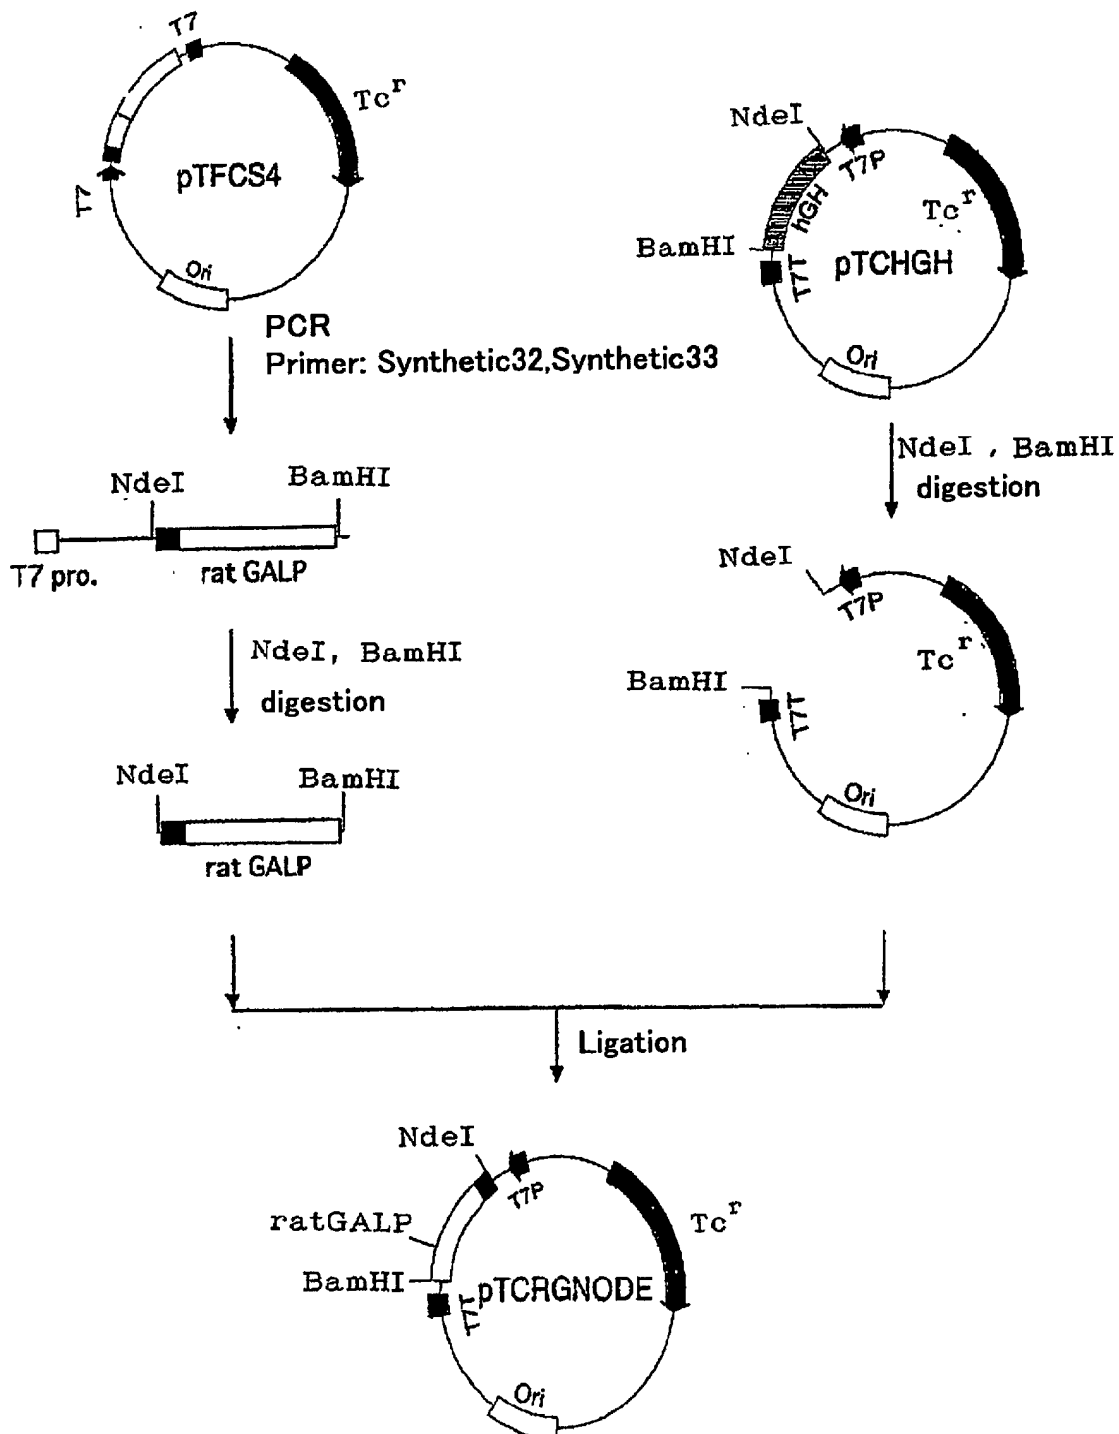 T7
Tc r
pTFCS4
T7
Ori
NdeI
T7P
hGH
Tc r
BamHI
T7T
pTCHGH
Ori
PCR
Primer: Synthetic32,Synthetic33
NdeI , BamHI
digestion
NdeI
BamHI
T7 pro.
rat GALP
NdeI
T7P
Tc r
BamHI
T7T
Ori
NdeI, BamHI
digestion
NdeI
BamHI
rat GALP
Ligation
NdeI
T7P
ratGALP
Tc r
BamHI
T7T
pTCRGNODE
Ori